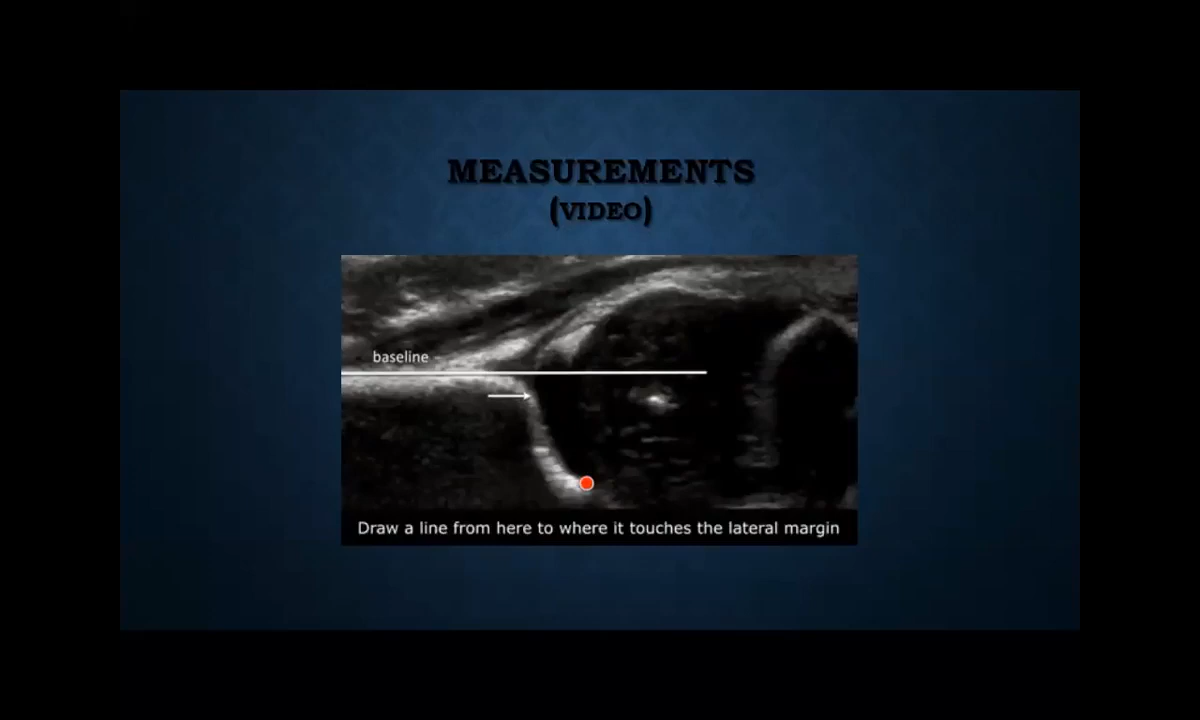 MEASUREMENTS
(VIDEO)
baseline
Draw a line from here to where it touches the lateral margin